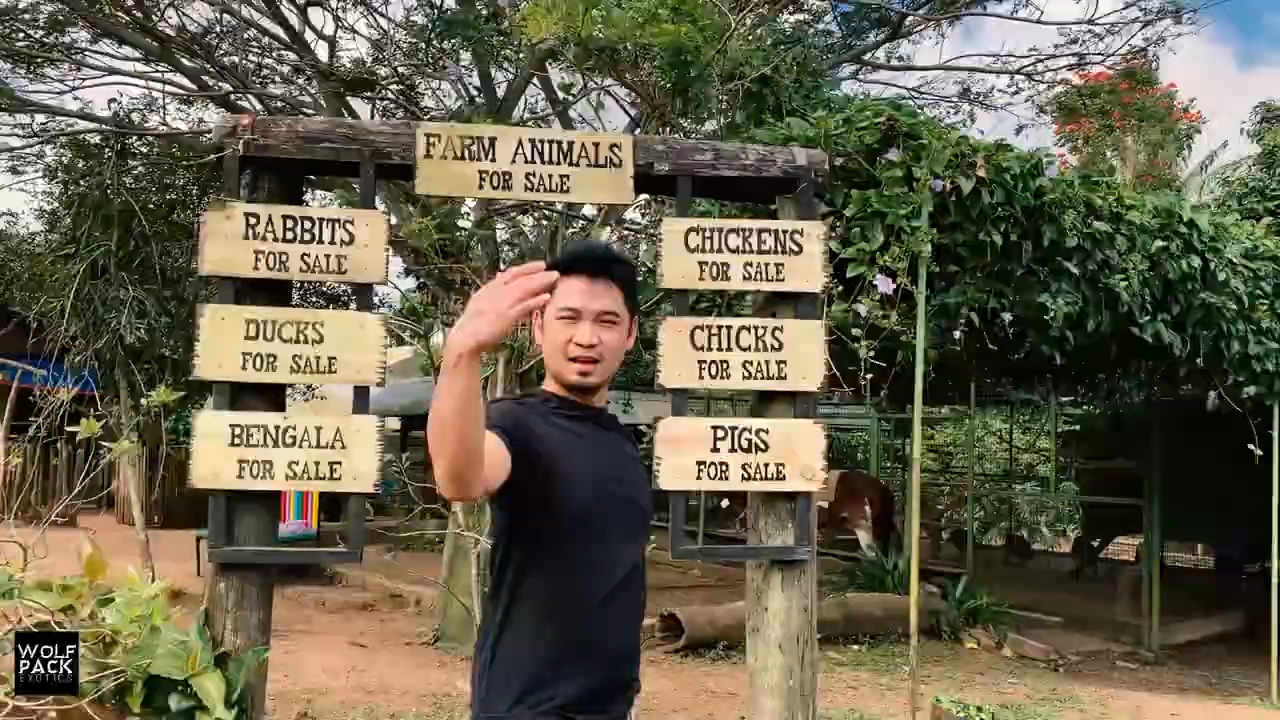 FARM ANIMALS
FOR SALE
RABBITS
FOR SALE
DUCKS
FOR SALE
BENGALA
FOR SALE
CHICKENS
FOR SALE
CHICKS
FOR SALE
PIGS
FOR SALE
WOLF
PACK
EXOTICS